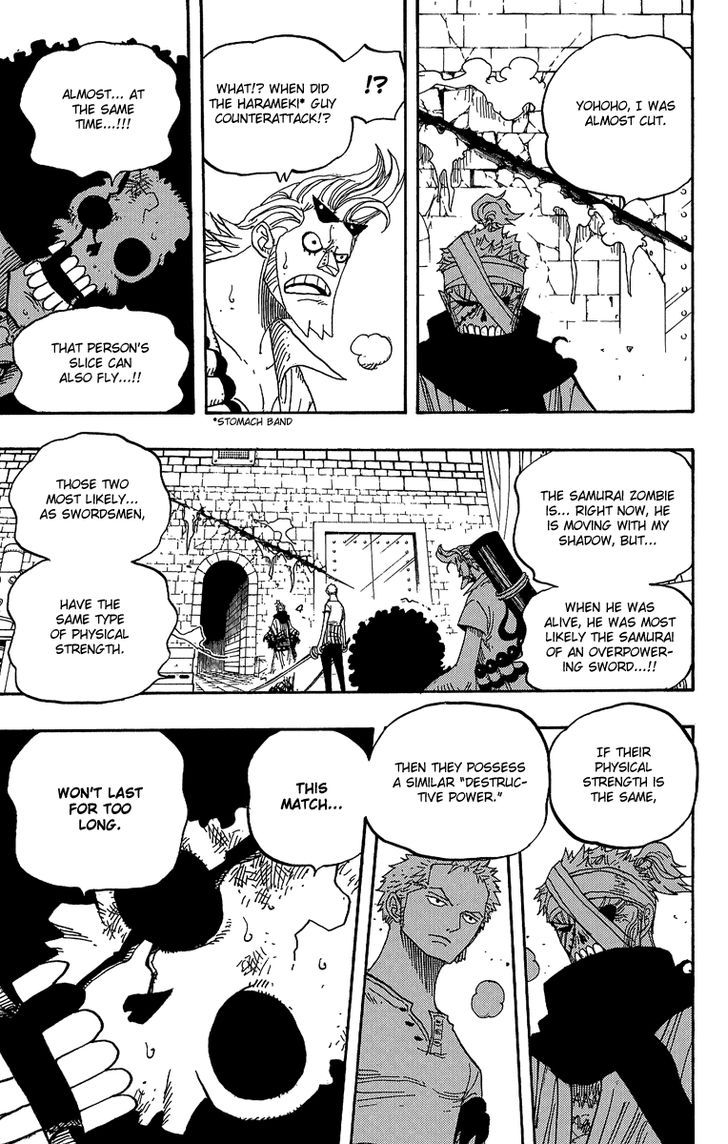 YOHOHO, I WAS
ALMOST CUT.
!?
WHAT!? WHEN DID
THE HARAMEKI* GUY
COUNTERATTACK!?
*STOMACH BAND
ALMOST... AT
THE SAME
TIME...!!!
THAT PERSON'S
SLICE CAN
ALSO FLY...!!
THE SAMURAI ZOMBIE
IS... RIGHT NOW, HE
IS MOVING WITH MY
SHADOW, BUT...
WHEN HE WAS
ALIVE, HE WAS MOST
LIKELY THE SAMURAI
OF AN OVERPOWER-
ING SWORD...!!
THOSE TWO
MOST LIKELY...
AS SWORDSMEN,
HAVE THE
SAME TYPE
OF PHYSICAL
STRENGTH.
IF THEIR
PHYSICAL
STRENGTH IS
THE SAME,
THEN THEY POSSESS
A SIMILAR "DESTRUC-
TIVE POWER."
THIS
MATCH...
WON'T LAST
FOR TOO
LONG.